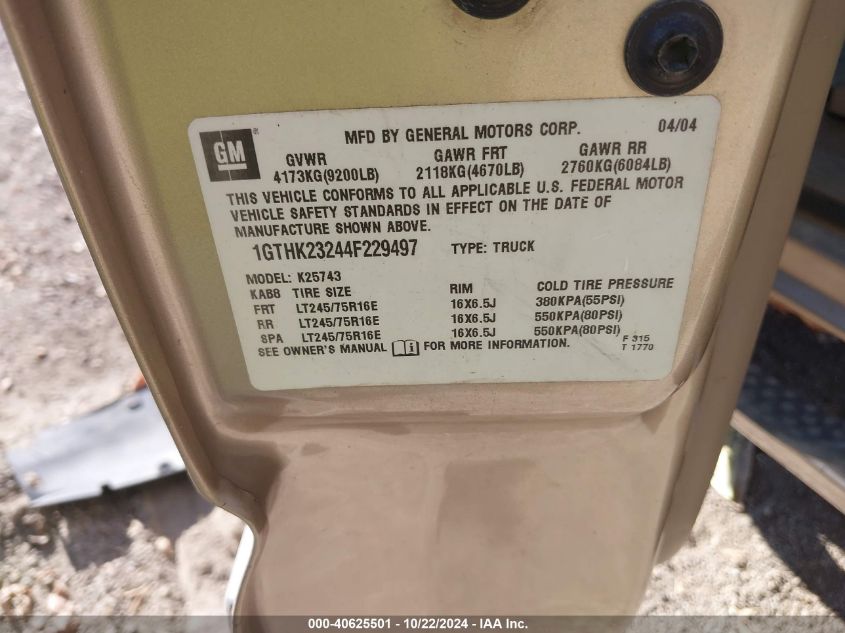 GM ®
MFD BY GENERAL MOTORS CORP. 04/04
GVWR GAWR FRT GAWR RR
4173KG(9200LB) 2118KG(4670LB) 2760KG(6084LB)
THIS VEHICLE CONFORMS TO ALL APPLICABLE U.S. FEDERAL MOTOR
VEHICLE SAFETY STANDARDS IN EFFECT ON THE DATE OF
MANUFACTURE SHOWN ABOVE.
1GTHK23244F229497 TYPE: TRUCK
MODEL: K25743
KAB8 TIRE SIZE RIM COLD TIRE PRESSURE
FRT LT245/75R16E 16X6.5J 380KPA(55PSI)
RR LT245/75R16E 16X6.5J 550KPA(80PSI)
SPA LT245/75R16E 16X6.5J 550KPA(80PSI)
SEE OWNER'S MANUAL i FOR MORE INFORMATION.
F 315
T 1770
000-40625501 - 10/22/2024 - IAA Inc.